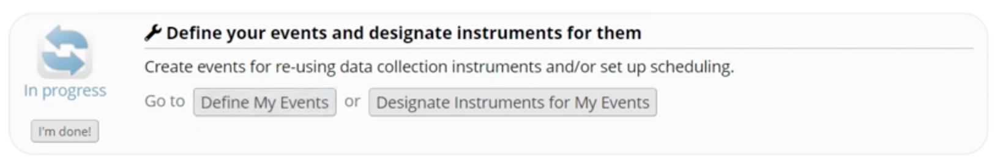 Define your events and designate instruments for them
Create events for re-using data collection instruments and/or set up scheduling.
In progress
Go to Define My Events or Designate Instruments for My Events
I'm done!